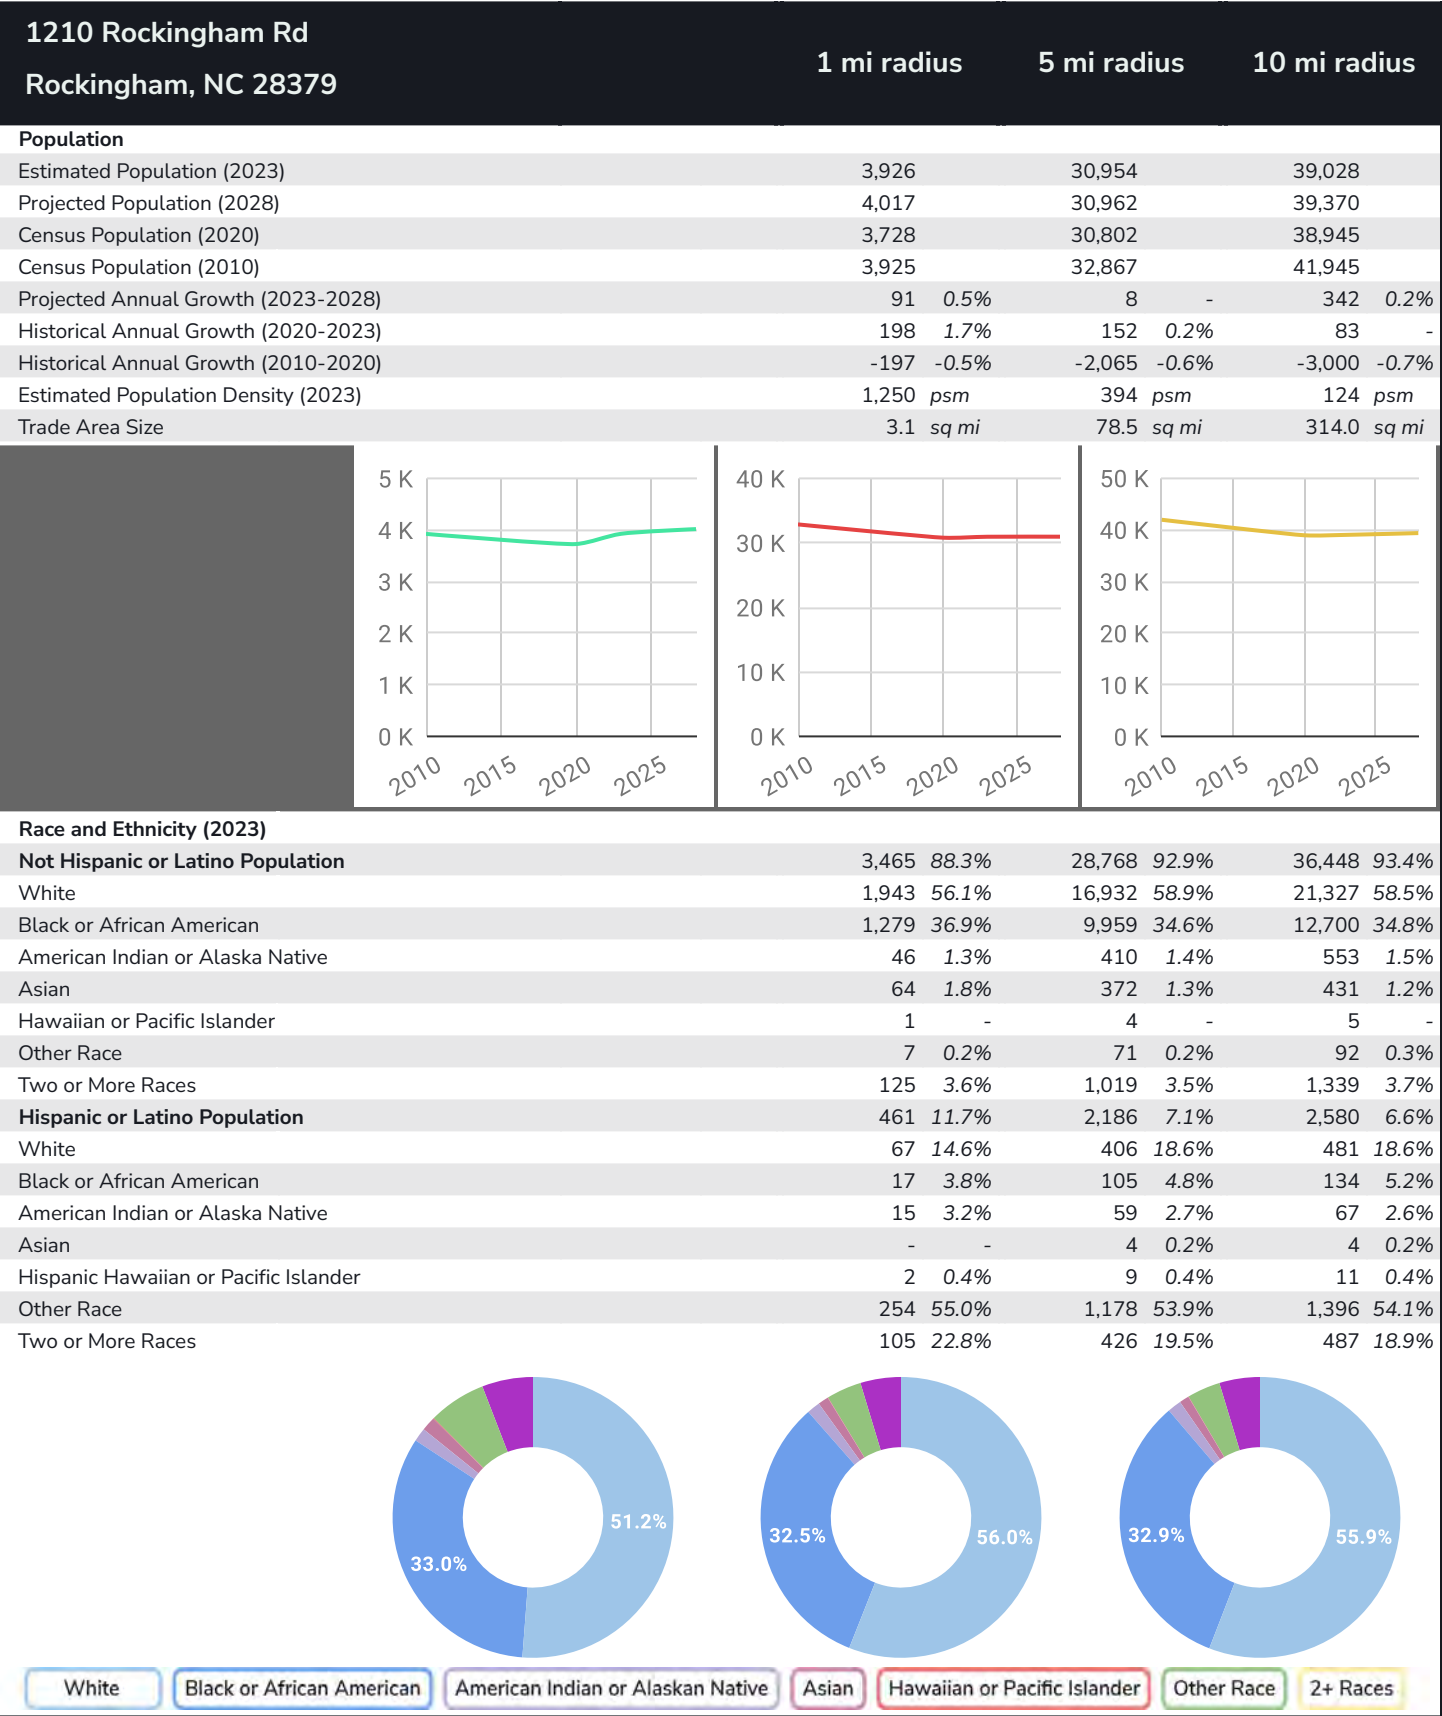 1210 Rockingham Rd
Rockingham, NC 28379
1 mi radius 5 mi radius 10 mi radius
Population
Estimated Population (2023) 3,926 30,954 39,028
Projected Population (2028) 4,017 30,962 39,370
Census Population (2020) 3,728 30,802 38,945
Census Population (2010) 3,925 32,867 41,945
Projected Annual Growth (2023-2028) 91 0.5% 8 - 342 0.2%
Historical Annual Growth (2020-2023) 198 1.7% 152 0.2% 83 -
Historical Annual Growth (2010-2020) -197 -0.5% -2,065 -0.6% -3,000 -0.7%
Estimated Population Density (2023) 1,250 psm 394 psm 124 psm
Trade Area Size 3.1 sq mi 78.5 sq mi 314.0 sq mi
5 K
4 K
3 K
2 K
1 K
0 K
2010 2015 2020 2025
40 K
30 K
20 K
10 K
0 K
2010 2015 2020 2025
50 K
40 K
30 K
20 K
10 K
0 K
2010 2015 2020 2025
Race and Ethnicity (2023)
Not Hispanic or Latino Population 3,465 88.3% 28,768 92.9% 36,448 93.4%
White 1,943 56.1% 16,932 58.9% 21,327 58.5%
Black or African American 1,279 36.9% 9,959 34.6% 12,700 34.8%
American Indian or Alaska Native 46 1.3% 410 1.4% 553 1.5%
Asian 64 1.8% 372 1.3% 431 1.2%
Hawaiian or Pacific Islander 1 - 4 - 5 -
Other Race 7 0.2% 71 0.2% 92 0.3%
Two or More Races 125 3.6% 1,019 3.5% 1,339 3.7%
Hispanic or Latino Population 461 11.7% 2,186 7.1% 2,580 6.6%
White 67 14.6% 406 18.6% 481 18.6%
Black or African American 17 3.8% 105 4.8% 134 5.2%
American Indian or Alaska Native 15 3.2% 59 2.7% 67 2.6%
Asian - - 4 0.2% 4 0.2%
Hispanic Hawaiian or Pacific Islander 2 0.4% 9 0.4% 11 0.4%
Other Race 254 55.0% 1,178 53.9% 1,396 54.1%
Two or More Races 105 22.8% 426 19.5% 487 18.9%
51.2%
33.0%
32.5%
56.0%
32.9%
55.9%
White Black or African American American Indian or Alaskan Native Asian Hawaiian or Pacific Islander Other Race 2+ Races